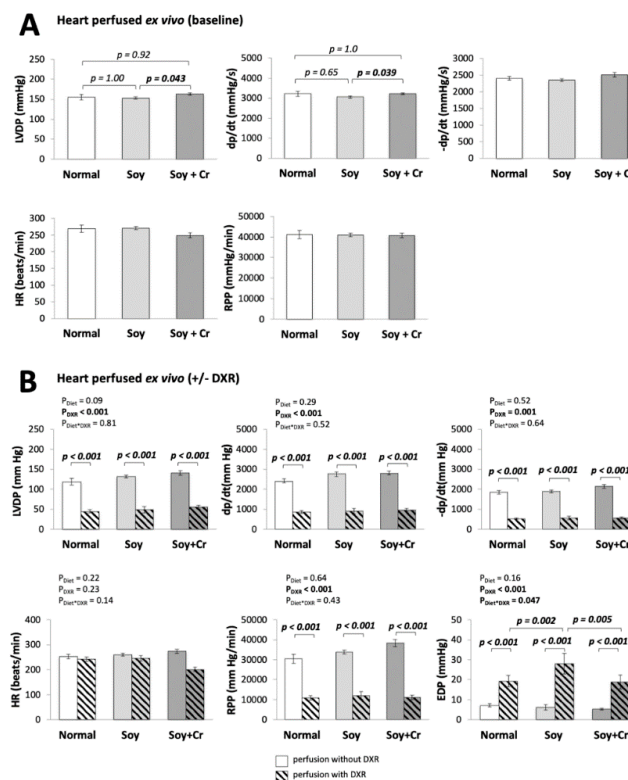 A
Heart perfused ex vivo (baseline)
p = 0.92
p = 1.00
p = 0.043
LVDP (mmHg)
250
200
150
100
50
0
Normal
Soy
Soy + Cr
p = 1.0
p = 0.65
p = 0.039
dp/dt (mmHg/s)
6000
5000
4000
3000
2000
1000
0
Normal
Soy
Soy + Cr
-dp/dt (mmHg/s)
3000
2500
2000
1500
1000
500
0
Normal
Soy
Soy + Cr
HR (beats/min)
300
250
200
150
100
50
0
Normal
Soy
Soy + Cr
RPP (mmHg/min)
50000
40000
30000
20000
10000
0
Normal
Soy
Soy + Cr
B
Heart perfused ex vivo (+/- DXR)
PDiet = 0.09
PDXR < 0.001
PDiet*DXR = 0.81
p < 0.001
p < 0.001
p < 0.001
LVDP (mm Hg)
250
200
150
100
50
0
Normal
Soy
Soy+Cr
PDiet = 0.29
PDXR < 0.001
PDiet*DXR = 0.52
p < 0.001
p < 0.001
p < 0.001
dp/dt(mm Hg)
5000
4000
3000
2000
1000
0
Normal
Soy
Soy+Cr
PDiet = 0.52
PDXR = 0.001
PDiet*DXR = 0.64
p < 0.001
p < 0.001
p < 0.001
-dp/dt(mm Hg)
5000
4000
3000
2000
1000
0
Normal
Soy
Soy+Cr
PDiet = 0.22
PDXR = 0.23
PDiet*DXR = 0.14
HR (beats/min)
400
300
200
100
0
Normal
Soy
Soy+Cr
PDiet = 0.64
PDXR < 0.001
PDiet*DXR = 0.43
p < 0.001
p < 0.001
p < 0.001
RPP (mm Hg/min)
50000
40000
30000
20000
10000
0
Normal
Soy
Soy+Cr
PDiet = 0.16
PDXR < 0.001
PDiet*DXR = 0.047
p = 0.002
p = 0.005
p <0.001
p <0.001
p <0.001
EDP (mm Hg)
40
30
20
10
0
Normal
Soy
Soy+Cr
perfusion without DXR
perfusion with DXR